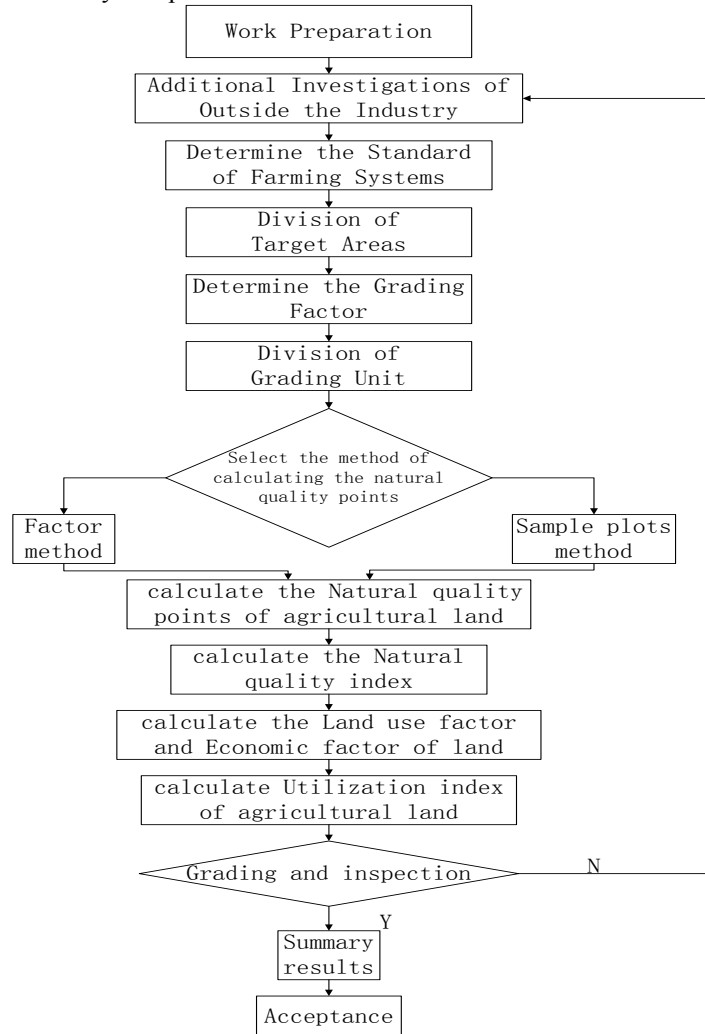 Work Preparation
Additional Investigations of
Outside the Industry
Determine the Standard
of Farming Systems
Division of
Target Areas
Determine the Grading
Factor
Division of
Grading Unit
Select the method of
calculating the natural
quality points
Factor
method
Sample plots
method
calculate the Natural quality
points of agricultural land
calculate the Natural
quality index
calculate the Land use factor
and Economic factor of land
calculate Utilization index
of agricultural land
Grading and inspection
N
Y
Summary
results
Acceptance